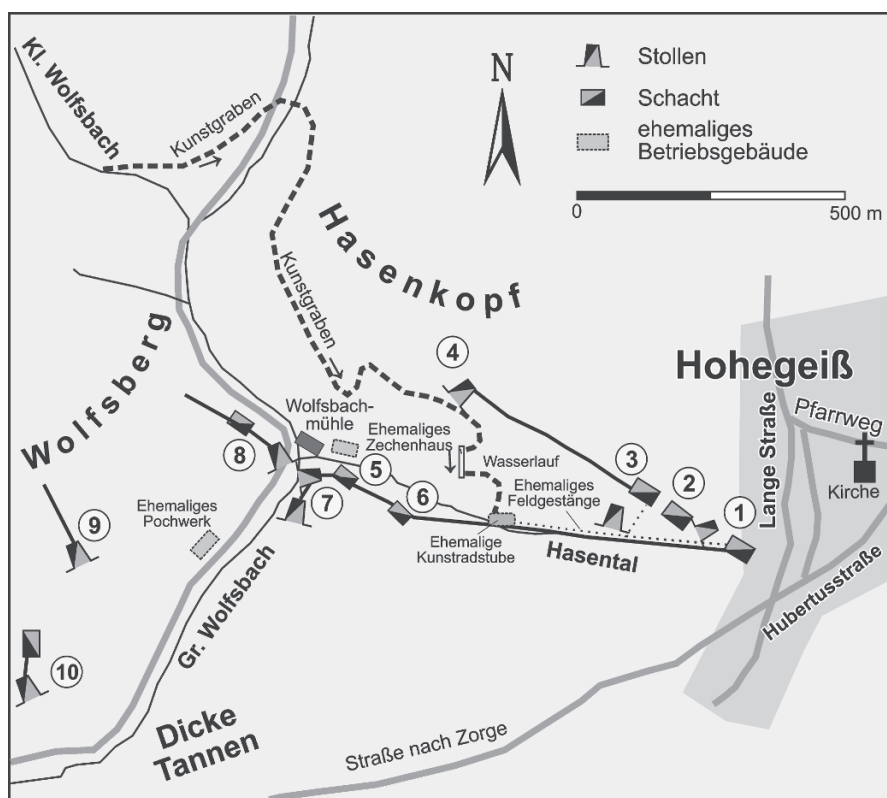 Kl. Wolfsbach
Kunstgraben
N
Stollen
Schacht
ehemaliges
Betriebsgebäude
0
500 m
Hasenkopf
Kunstgraben
Wolfsberg
4
Hohegeiß
Pfarrweg
Lange Straße
Kirche
Wolfsbach-
mühle
Ehemaliges
Zechenhaus
Wasserlauf
Ehemaliges
Feldgestänge
3
2
1
8
5
6
7
Ehemaliges
Pochwerk
9
Ehemalige
Kunstradstube
Hasental
Hubertusstraße
Gr. Wolfsbach
10
Dicke
Tannen
Straße nach Zorge